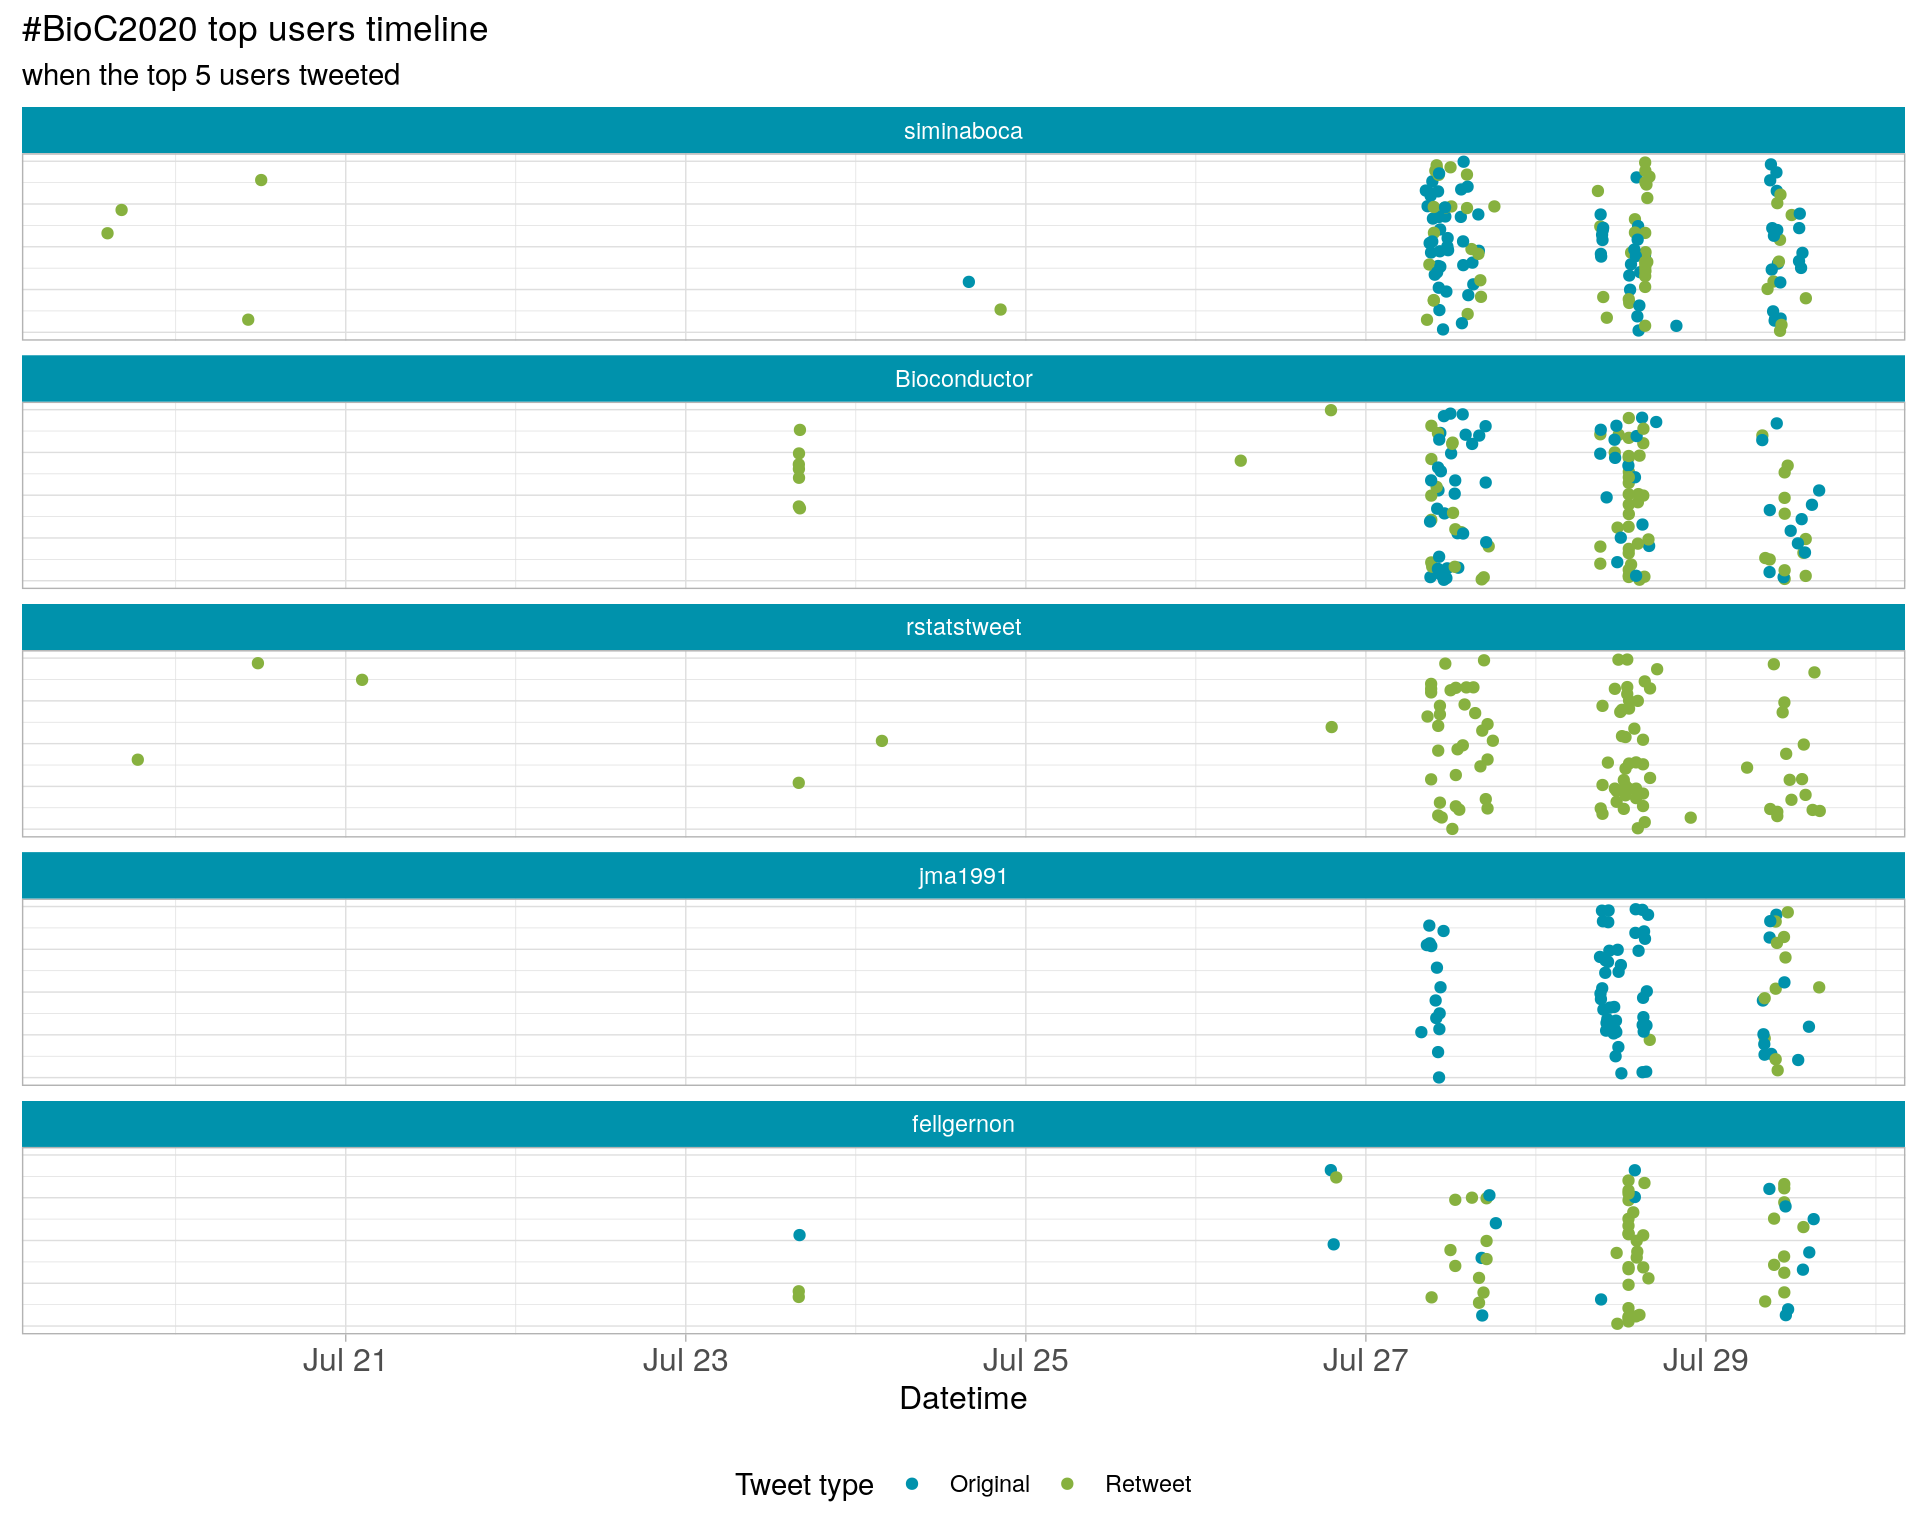 #BioC2020 top users timeline
when the top 5 users tweeted
siminaboca
Bioconductor
rstatstweet
jma1991
fellgernon
Jul 21 Jul 23 Jul 25 Jul 27 Jul 29
Datetime
Tweet type Original Retweet